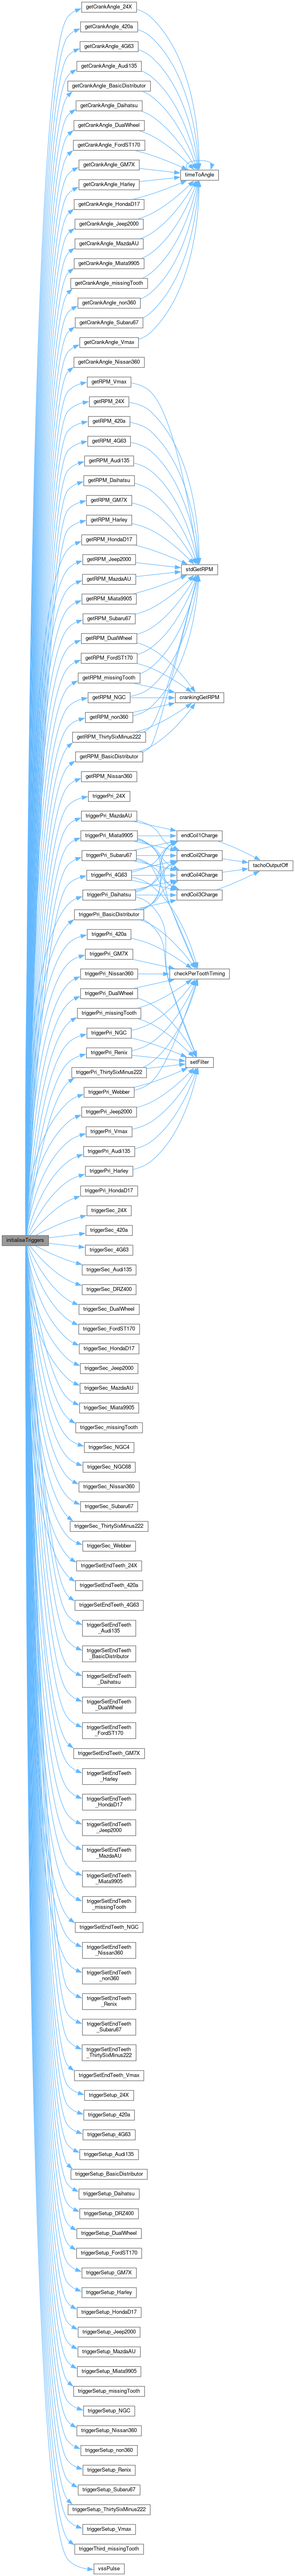 getCrankAngle_24X
getCrankAngle_420a
getCrankAngle_4G63
getCrankAngle_Audi135
getCrankAngle_BasicDistributor
getCrankAngle_Daihatsu
getCrankAngle_DualWheel
getCrankAngle_FordST170
getCrankAngle_GM7X
timeToAngle
getCrankAngle_Harley
getCrankAngle_HondaD17
getCrankAngle_Jeep2000
getCrankAngle_MazdaAU
getCrankAngle_Miata9905
getCrankAngle_missingTooth
getCrankAngle_non360
getCrankAngle_Subaru67
getCrankAngle_Vmax
getCrankAngle_Nissan360
getRPM_Vmax
getRPM_24X
getRPM_420a
getRPM_4G63
getRPM_Audi135
getRPM_Daihatsu
getRPM_GM7X
getRPM_Harley
getRPM_HondaD17
getRPM_Jeep2000
stdGetRPM
getRPM_MazdaAU
getRPM_Miata9905
getRPM_Subaru67
getRPM_DualWheel
getRPM_FordST170
getRPM_missingTooth
getRPM_NGC
crankingGetRPM
getRPM_non360
getRPM_ThirtySixMinus222
getRPM_BasicDistributor
getRPM_Nissan360
triggerPri_24X
triggerPri_MazdaAU
triggerPri_Miata9905
endCoil1Charge
triggerPri_Subaru67
endCoil2Charge
tachoOutputOff
triggerPri_4G63
endCoil4Charge
triggerPri_Daihatsu
endCoil3Charge
triggerPri_BasicDistributor
triggerPri_420a
triggerPri_GM7X
triggerPri_Nissan360
checkPerToothTiming
triggerPri_DualWheel
triggerPri_missingTooth
triggerPri_NGC
triggerPri_Renix
setFilter
triggerPri_ThirtySixMinus222
triggerPri_Webber
triggerPri_Jeep2000
triggerPri_Vmax
triggerPri_Audi135
triggerPri_Harley
triggerPri_HondaD17
triggerSec_24X
triggerSec_420a
initialiseTriggers
triggerSec_4G63
triggerSec_Audi135
triggerSec_DRZ400
triggerSec_DualWheel
triggerSec_FordST170
triggerSec_HondaD17
triggerSec_Jeep2000
triggerSec_MazdaAU
triggerSec_Miata9905
triggerSec_missingTooth
triggerSec_NGC4
triggerSec_NGC68
triggerSec_Nissan360
triggerSec_Subaru67
triggerSec_ThirtySixMinus222
triggerSec_Webber
triggerSetEndTeeth_24X
triggerSetEndTeeth_420a
triggerSetEndTeeth_4G63
triggerSetEndTeeth
_Audi135
triggerSetEndTeeth
_BasicDistributor
triggerSetEndTeeth
_Daihatsu
triggerSetEndTeeth
_DualWheel
triggerSetEndTeeth
_FordST170
triggerSetEndTeeth_GM7X
triggerSetEndTeeth
_Harley
triggerSetEndTeeth
_HondaD17
triggerSetEndTeeth
_Jeep2000
triggerSetEndTeeth
_MazdaAU
triggerSetEndTeeth
_Miata9905
triggerSetEndTeeth
_missingTooth
triggerSetEndTeeth_NGC
triggerSetEndTeeth
_Nissan360
triggerSetEndTeeth
_non360
triggerSetEndTeeth
_Renix
triggerSetEndTeeth
_Subaru67
triggerSetEndTeeth
_ThirtySixMinus222
triggerSetEndTeeth_Vmax
triggerSetup_24X
triggerSetup_420a
triggerSetup_4G63
triggerSetup_Audi135
triggerSetup_BasicDistributor
triggerSetup_Daihatsu
triggerSetup_DRZ400
triggerSetup_DualWheel
triggerSetup_FordST170
triggerSetup_GM7X
triggerSetup_Harley
triggerSetup_HondaD17
triggerSetup_Jeep2000
triggerSetup_MazdaAU
triggerSetup_Miata9905
triggerSetup_missingTooth
triggerSetup_NGC
triggerSetup_Nissan360
triggerSetup_non360
triggerSetup_Renix
triggerSetup_Subaru67
triggerSetup_ThirtySixMinus222
triggerSetup_Vmax
triggerThird_missingTooth
vssPulse